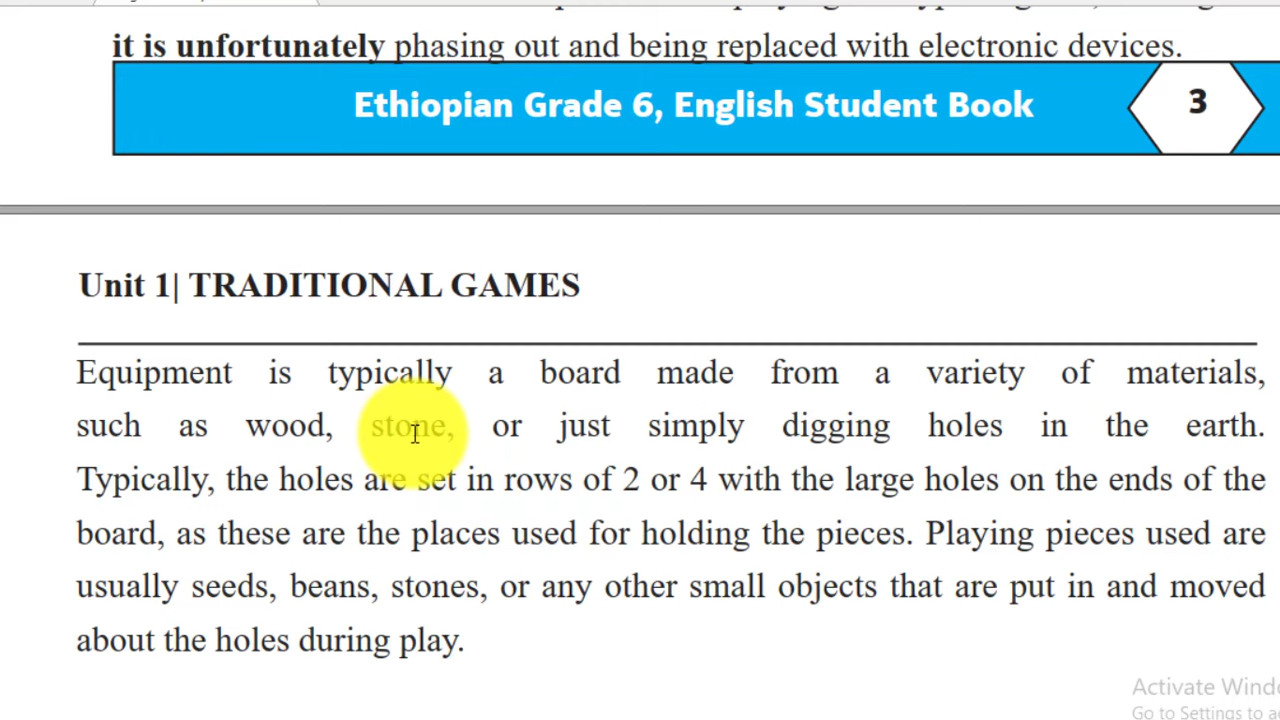 it is unfortunately phasing out and being replaced with electronic devices.
Ethiopian Grade 6, English Student Book
3
Unit 1| TRADITIONAL GAMES
Equipment is typically a board made from a variety of materials,
such as wood, stone, or just simply digging holes in the earth.
Typically, the holes are set in rows of 2 or 4 with the large holes on the ends of the
board, as these are the places used for holding the pieces. Playing pieces used are
usually seeds, beans, stones, or any other small objects that are put in and moved
about the holes during play.
Activate
Go to Settings to